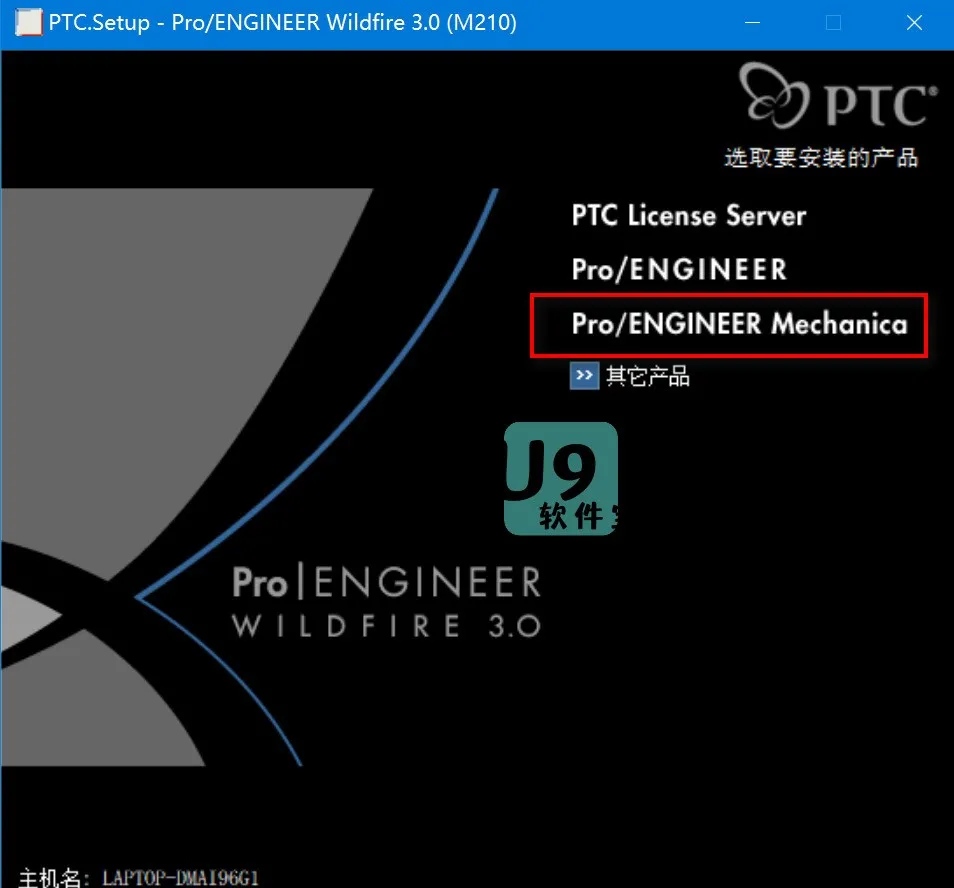 PTC.Setup - Pro/ENGINEER Wildfire 3.0 (M210)
PTC®
选取要安装的产品
PTC License Server
Pro/ENGINEER
Pro/ENGINEER Mechanica
>> 其它产品
J9
软件
Pro|ENGINEER
WILDFIRE 3.0
主机名: LAPTOP-DMAI96G1